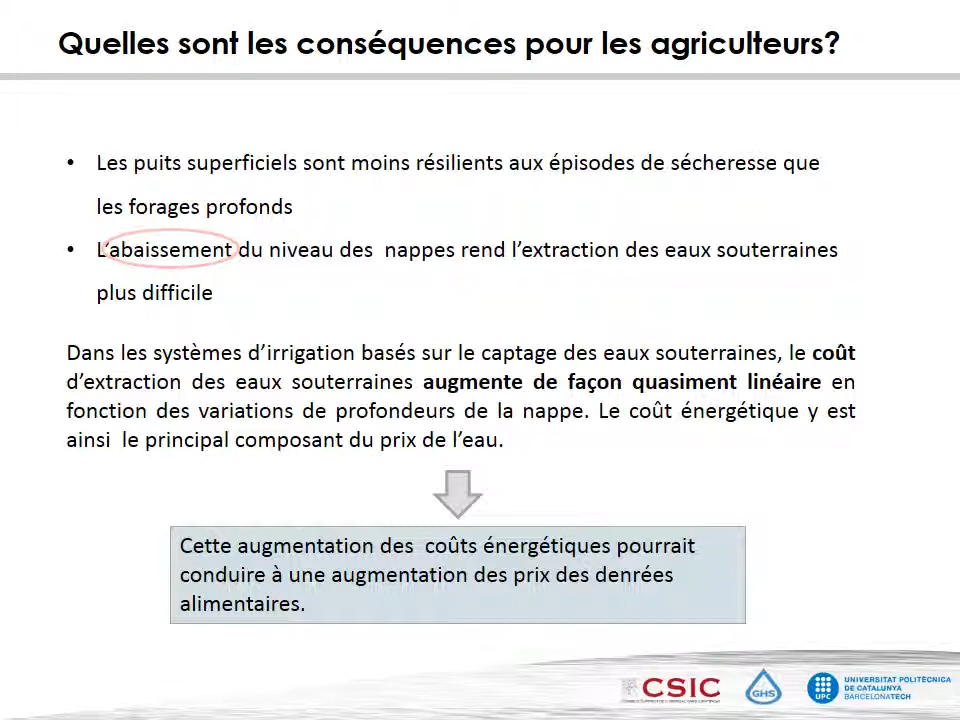 Quelles sont les conséquences pour les agriculteurs?
• Les puits superficiels sont moins résilients aux épisodes de sécheresse que
les forages profonds
• L'abaissement du niveau des  nappes rend l'extraction des eaux souterraines
plus difficile
Dans les systèmes d'irrigation basés sur le captage des eaux souterraines, le coût
d'extraction des eaux souterraines augmente de façon quasiment linéaire en
fonction des variations de profondeurs de la nappe. Le coût énergétique y est
ainsi  le principal composant du prix de l'eau.
Cette augmentation des  coûts énergétiques pourrait
conduire à une augmentation des prix des denrées
alimentaires.
CSIC
GHS
UPC
UNIVERSITAT POLITÈCNICA
DE CATALUNYA
BARCELONATECH